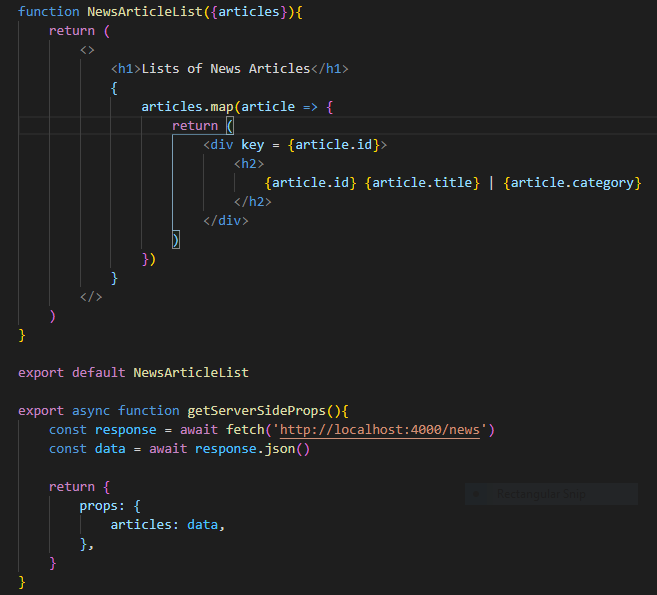 function NewsArticleList({articles}){
    return (
        <>
            <h1>Lists of News Articles</h1>
            {
                articles.map(article => {
                    return (
                        <div key = {article.id}>
                            <h2>
                                {article.id} {article.title} | {article.category}
                            </h2>
                        </div>
                    )
                })
            }
        </>
    )
}

export default NewsArticleList

export async function getServerSideProps(){
    const response = await fetch('http://localhost:4000/news')
    const data = await response.json()

    return {
        props: {
            articles: data,
        },
    }
}
Rectangular Snip